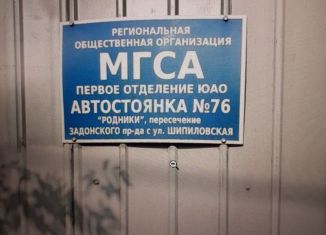 РЕГИОНАЛЬНАЯ
ОБЩЕСТВЕННАЯ ОРГАНИЗАЦИЯ
МГСА
ПЕРВОЕ ОТДЕЛЕНИЕ ЮАО
АВТОСТОЯНКА №76
"РОДНИКИ", пересечение
ЗАДОНСКОГО пр-да с ул. ШИПИЛОВСКАЯ